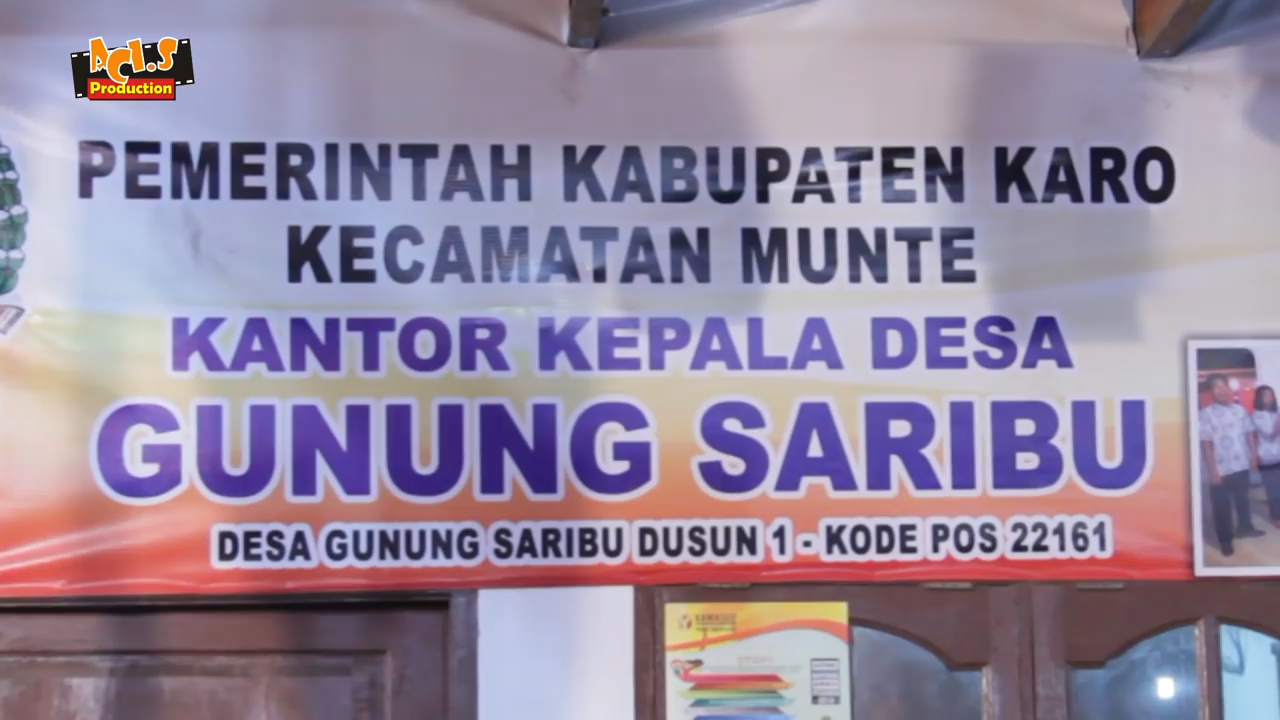 ACI.S
Production
PEMERINTAH KABUPATEN KARO
KECAMATAN MUNTE
KANTOR KEPALA DESA
GUNUNG SARIBU
DESA GUNUNG SARIBU DUSUN 1 - KODE POS 22161